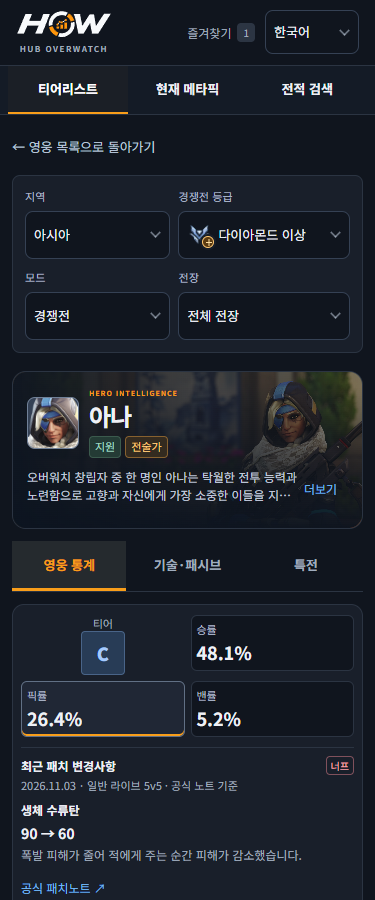 HOW
HUB OVERWATCH
즐겨찾기 1
한국어
티어리스트 현재 메타픽 전적 검색
← 영웅 목록으로 돌아가기
지역 경쟁전 등급
아시아 다이아몬드 이상
모드 전장
경쟁전 전체 전장
HERO INTELLIGENCE
아나
지원 전술가
오버워치 창립자 중 한 명인 아나는 탁월한 전투 능력과
노련함으로 고향과 자신에게 가장 소중한 이들을 지… 더보기
영웅 통계 기술·패시브 특전
티어
C
승률
48.1%
픽률
26.4%
밴률
5.2%
최근 패치 변경사항 너프
2026.11.03 · 일반 라이브 5v5 · 공식 노트 기준
생체 수류탄
90 → 60
폭발 피해가 줄어 적에게 주는 순간 피해가 감소했습니다.
공식 패치노트 ↗